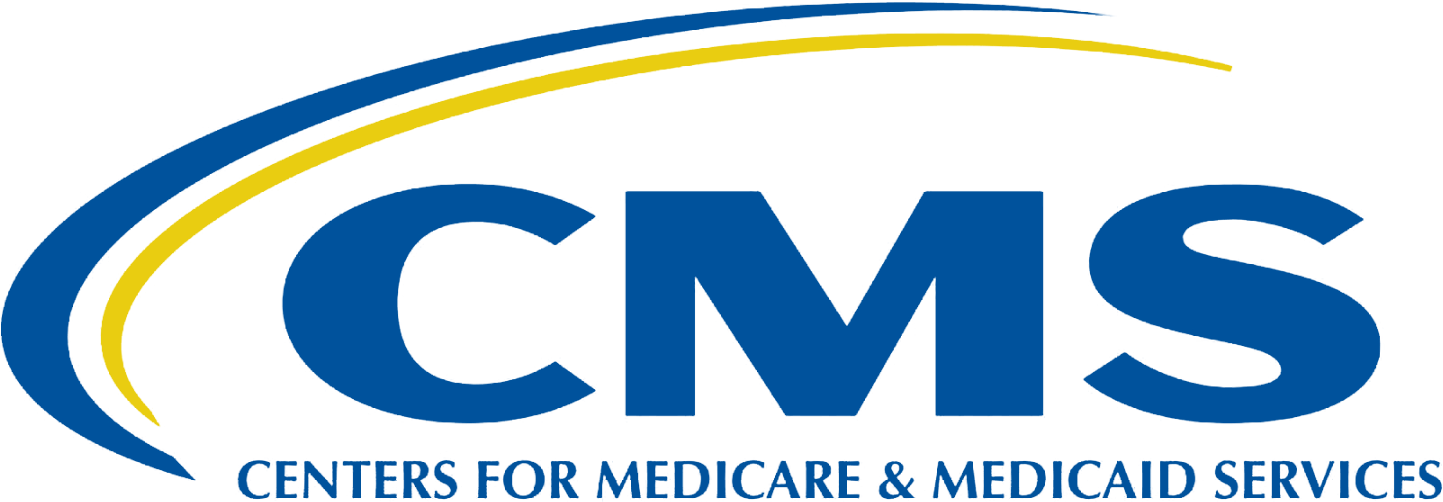 CMS
CENTERS FOR MEDICARE & MEDICAID SERVICES